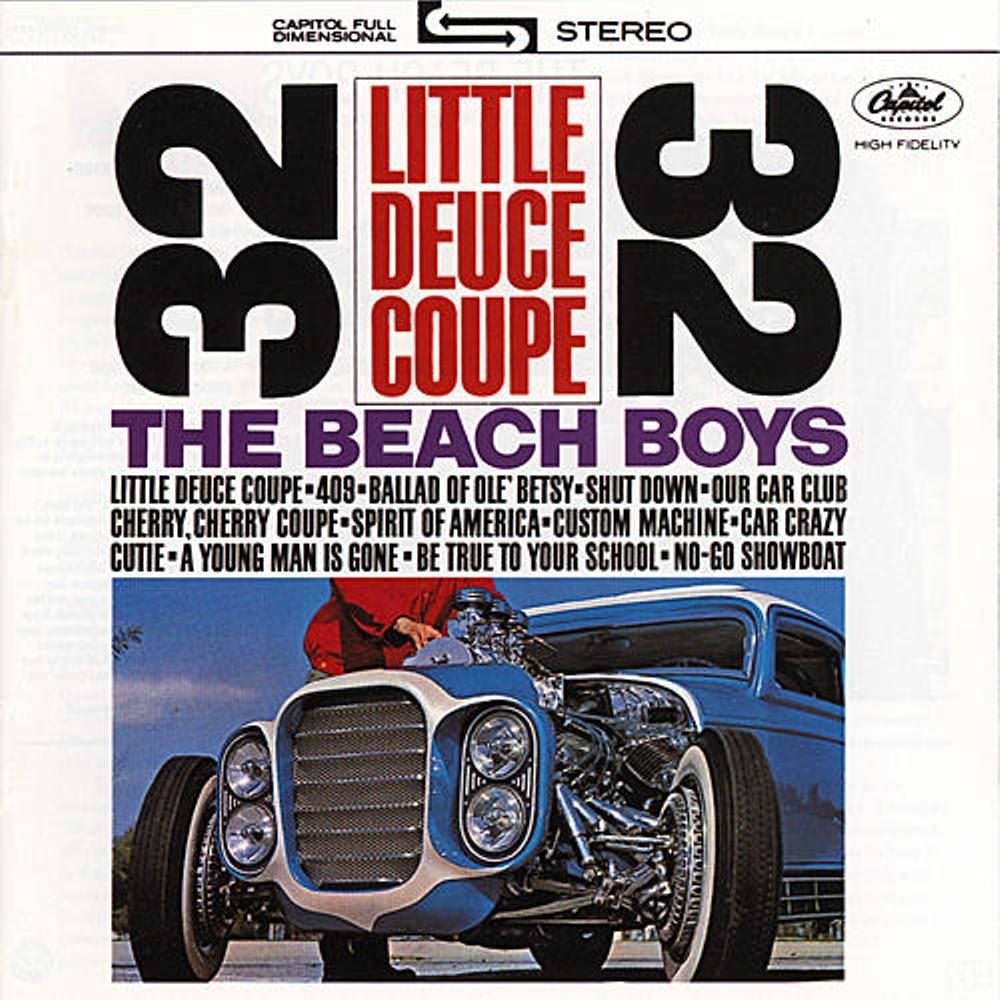 CAPITOL FULL
DIMENSIONAL
STEREO
32
LITTLE
DEUCE
COUPE
32
Capitol
RECORDS
HIGH FIDELITY
THE BEACH BOYS
LITTLE DEUCE COUPE▪409▪BALLAD OF OLE' BETSY▪SHUT DOWN▪OUR CAR CLUB
CHERRY, CHERRY COUPE▪SPIRIT OF AMERICA▪CUSTOM MACHINE▪CAR CRAZY
CUTIE▪A YOUNG MAN IS GONE▪BE TRUE TO YOUR SCHOOL▪NO-GO SHOWBOAT